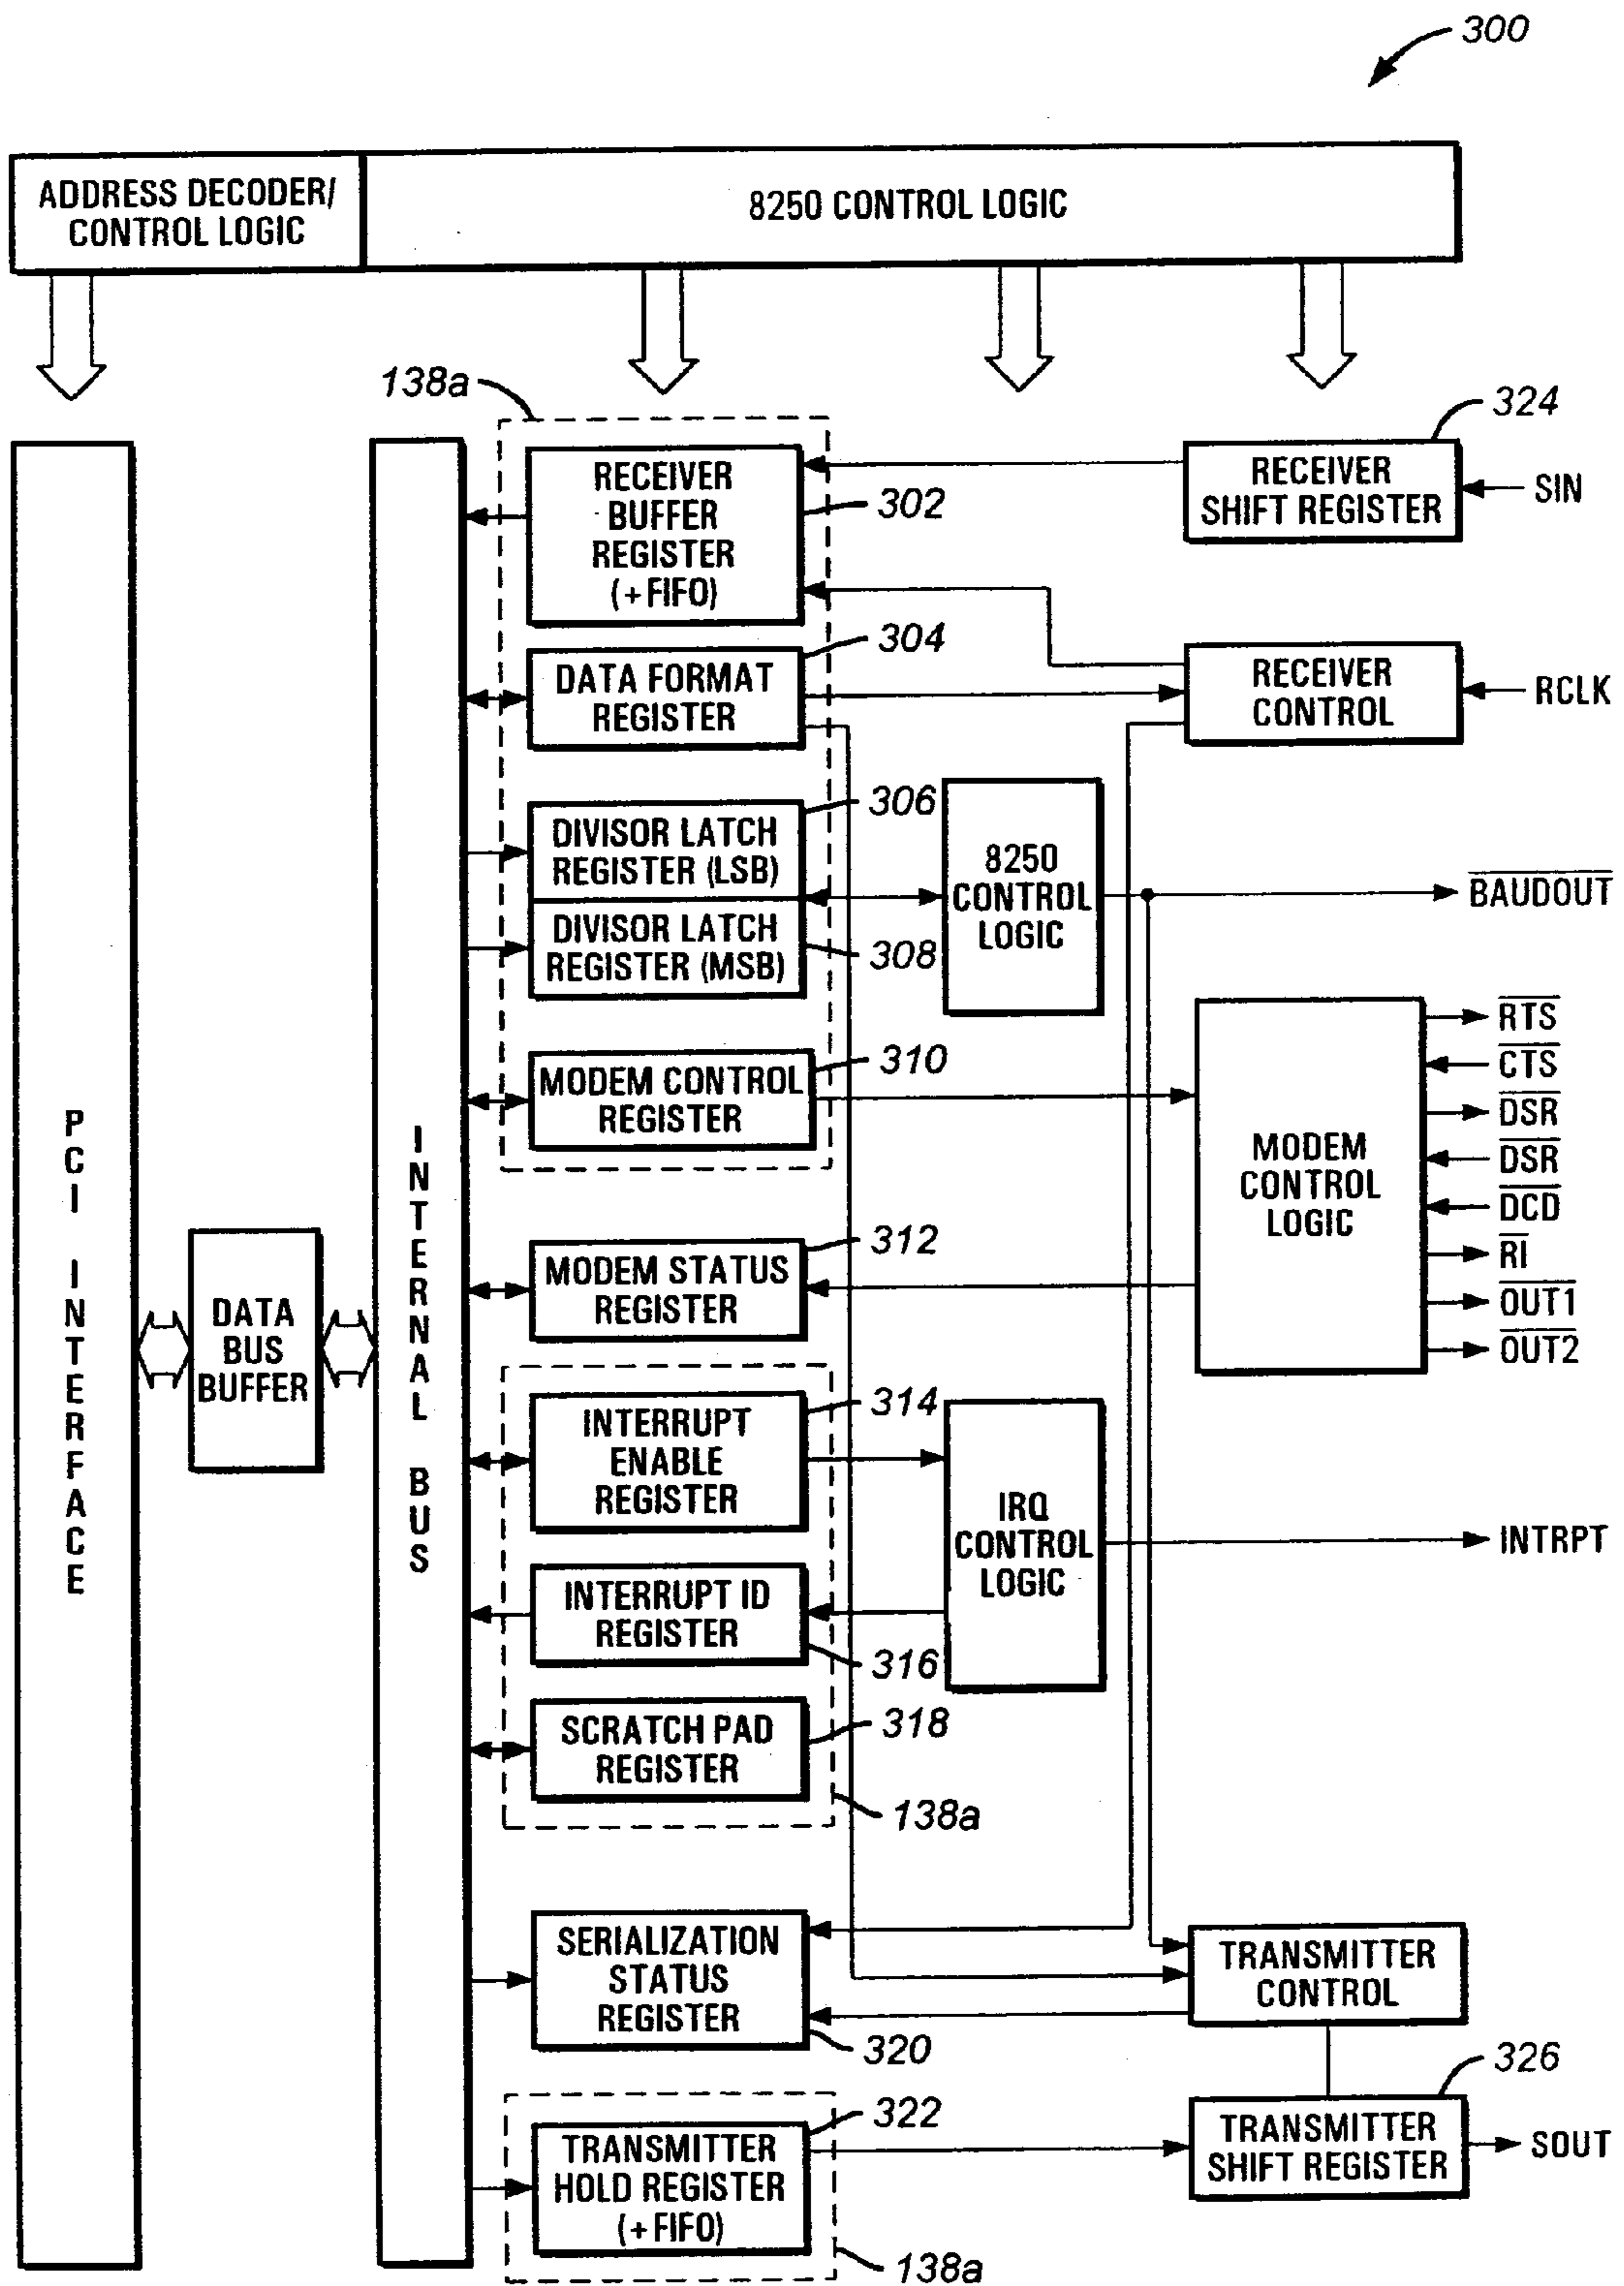 300
ADDRESS DECODER/
CONTROL LOGIC
8250 CONTROL LOGIC
138a
RECEIVER
BUFFER
REGISTER
(+FIFO)
302
324
RECEIVER
SHIFT REGISTER
SIN
304
DATA FORMAT
REGISTER
RECEIVER
CONTROL
RCLK
306
DIVISOR LATCH
REGISTER (LSB)
DIVISOR LATCH
REGISTER (MSB)
308
8250
CONTROL
LOGIC
BAUDOUT
310
MODEM CONTROL
REGISTER
MODEM
CONTROL
LOGIC
RTS
CTS
DSR
DSR
DCD
RI
OUT1
OUT2
PCI INTERFACE
DATA
BUS
BUFFER
INTERNAL BUS
312
MODEM STATUS
REGISTER
314
INTERRUPT
ENABLE
REGISTER
IRQ
CONTROL
LOGIC
INTRPT
INTERRUPT ID
REGISTER
316
SCRATCH PAD
REGISTER
318
138a
SERIALIZATION
STATUS
REGISTER
320
TRANSMITTER
CONTROL
326
322
TRANSMITTER
HOLD REGISTER
(+FIFO)
TRANSMITTER
SHIFT REGISTER
SOUT
138a